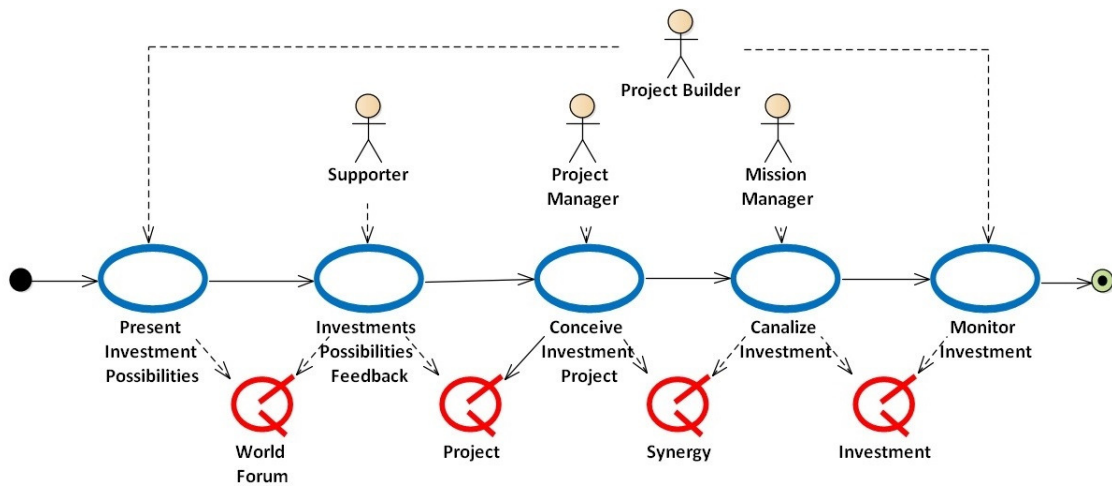 Project Builder
Supporter
Project
Manager
Mission
Manager
Present
Investment
Possibilities
Investments
Possibilities
Feedback
Conceive
Investment
Project
Canalize
Investment
Monitor
Investment
World
Forum
Project
Synergy
Investment